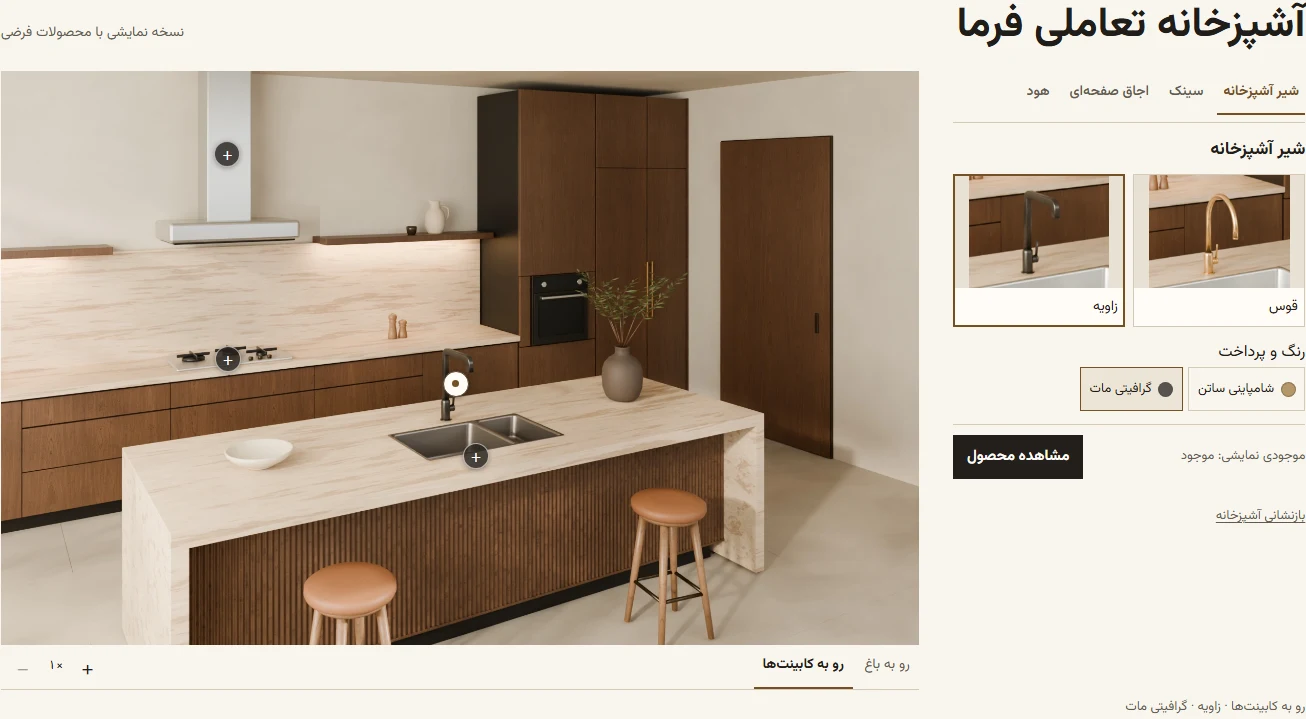 آشپزخانه تعاملی فرما
نسخه نمایشی با محصولات فرضی
شیر آشپزخانه
سینک
اجاق صفحه‌ای
هود
شیر آشپزخانه
قوس
زاویه
رنگ و پرداخت
شامپاینی ساتن
گرافیتی مات
موجودی نمایشی: موجود
مشاهده محصول
بازنشانی آشپزخانه
رو به باغ
رو به کابینت‌ها
+
۱×
−
رو به کابینت‌ها · زاویه · گرافیتی مات